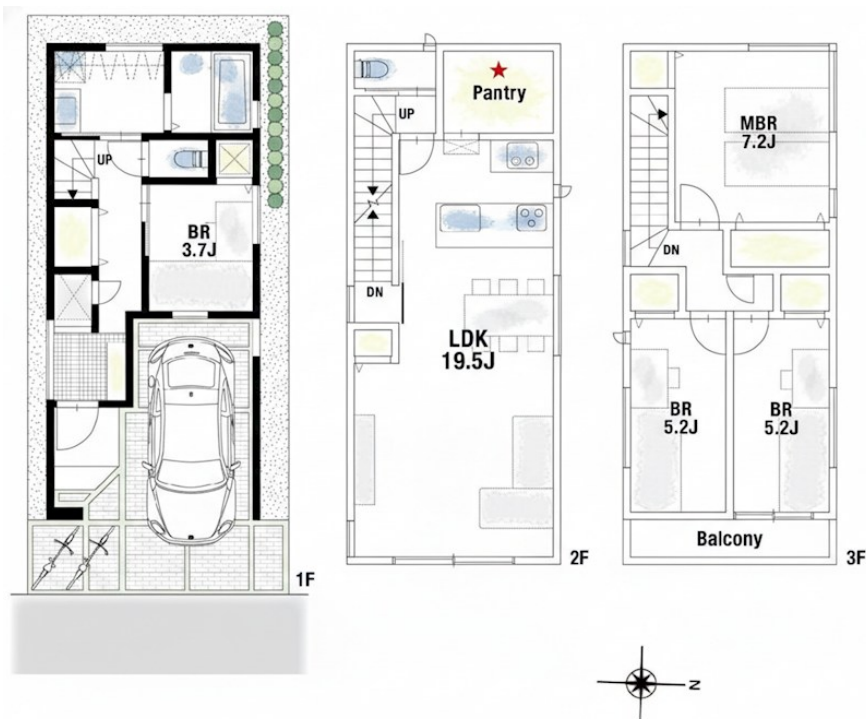 UP
BR
3.7J
1F
Pantry
UP
DN
LDK
19.5J
2F
MBR
7.2J
DN
BR
5.2J
BR
5.2J
Balcony
3F
N